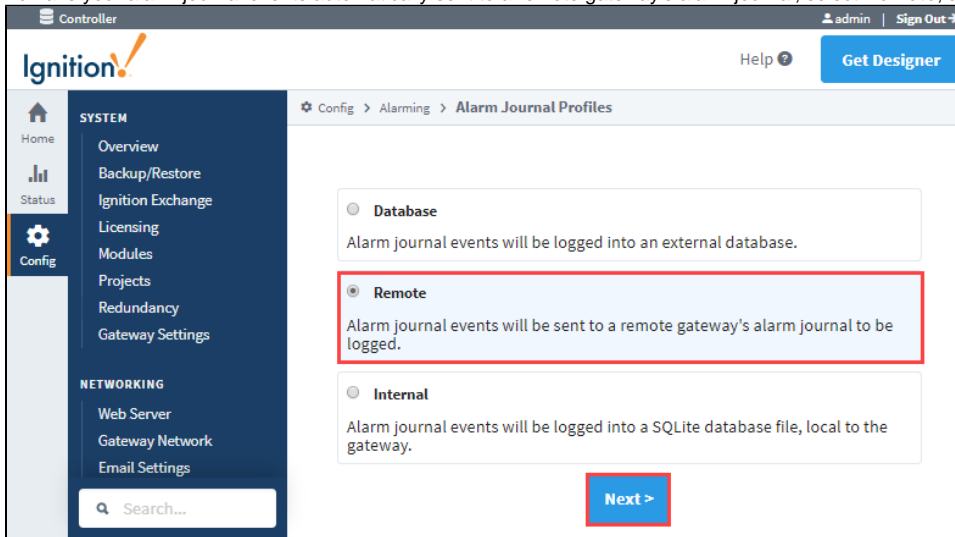 Controller
admin | Sign Out
Ignition!
Help
Get Designer
Home
Status
Config
SYSTEM
Overview
Backup/Restore
Ignition Exchange
Licensing
Modules
Projects
Redundancy
Gateway Settings
NETWORKING
Web Server
Gateway Network
Email Settings
Search...
Config > Alarming > Alarm Journal Profiles
Database
Alarm journal events will be logged into an external database.
Remote
Alarm journal events will be sent to a remote gateway's alarm journal to be
logged.
Internal
Alarm journal events will be logged into a SQLite database file, local to the
gateway.
Next >